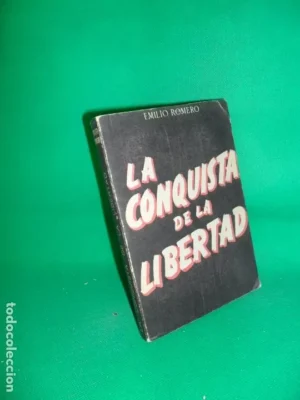 EMILIO ROMERO
LA
CONQUISTA
DE LA
LIBERTAD
todocoleccion